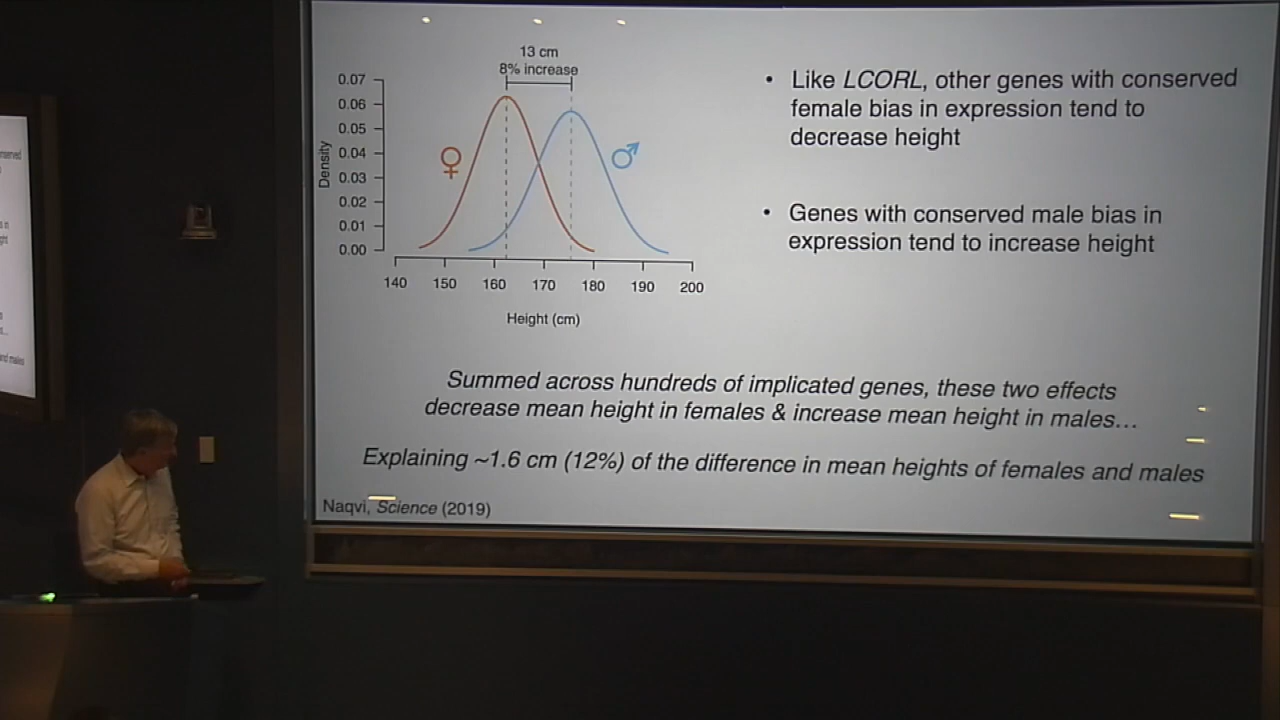 13 cm
8% increase
0.07
0.06
0.05
0.04
0.03
0.02
0.01
0.00
Density
♀
♂
140 150 160 170 180 190 200
Height (cm)
• Like LCORL, other genes with conserved
female bias in expression tend to
decrease height
• Genes with conserved male bias in
expression tend to increase height
Summed across hundreds of implicated genes, these two effects
decrease mean height in females & increase mean height in males…
Explaining ~1.6 cm (12%) of the difference in mean heights of females and males
Naqvi, Science (2019)
and males